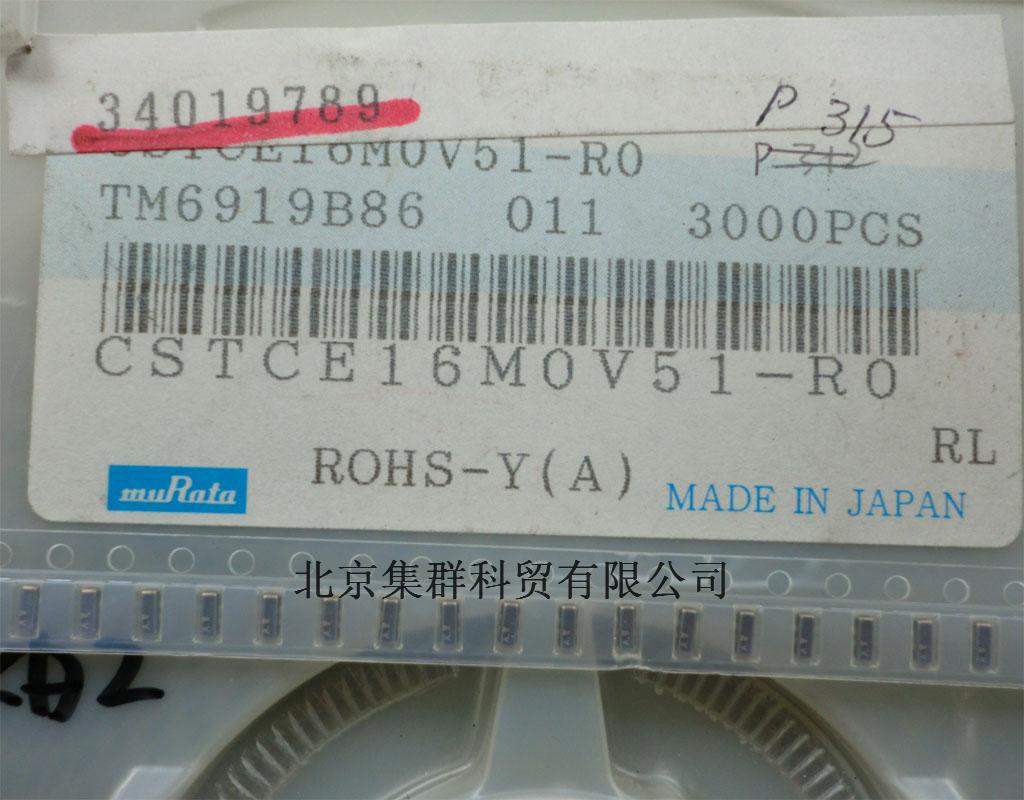 34019789
P 315
P 342
CSTCE16M0V51-R0
TM6919B86 011 3000PCS
CSTCE16M0V51-R0
RL
muRata ROHS-Y(A) MADE IN JAPAN
北京集群科贸有限公司